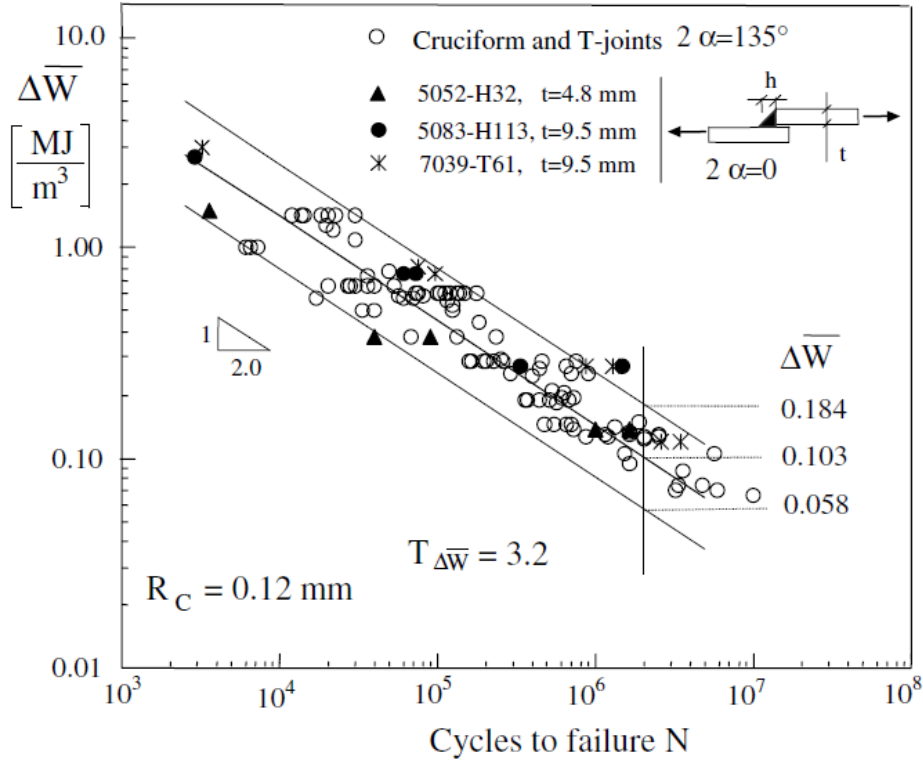 10.0
ΔW̅
[MJ/m³]
1.00
0.10
0.01
Cruciform and T-joints 2 α=135°
5052-H32, t=4.8 mm
5083-H113, t=9.5 mm
7039-T61, t=9.5 mm
h
t
2 α=0
1
2.0
ΔW̅
0.184
0.103
0.058
T ΔW̅ = 3.2
R_C = 0.12 mm
10³ 10⁴ 10⁵ 10⁶ 10⁷ 10⁸
Cycles to failure N